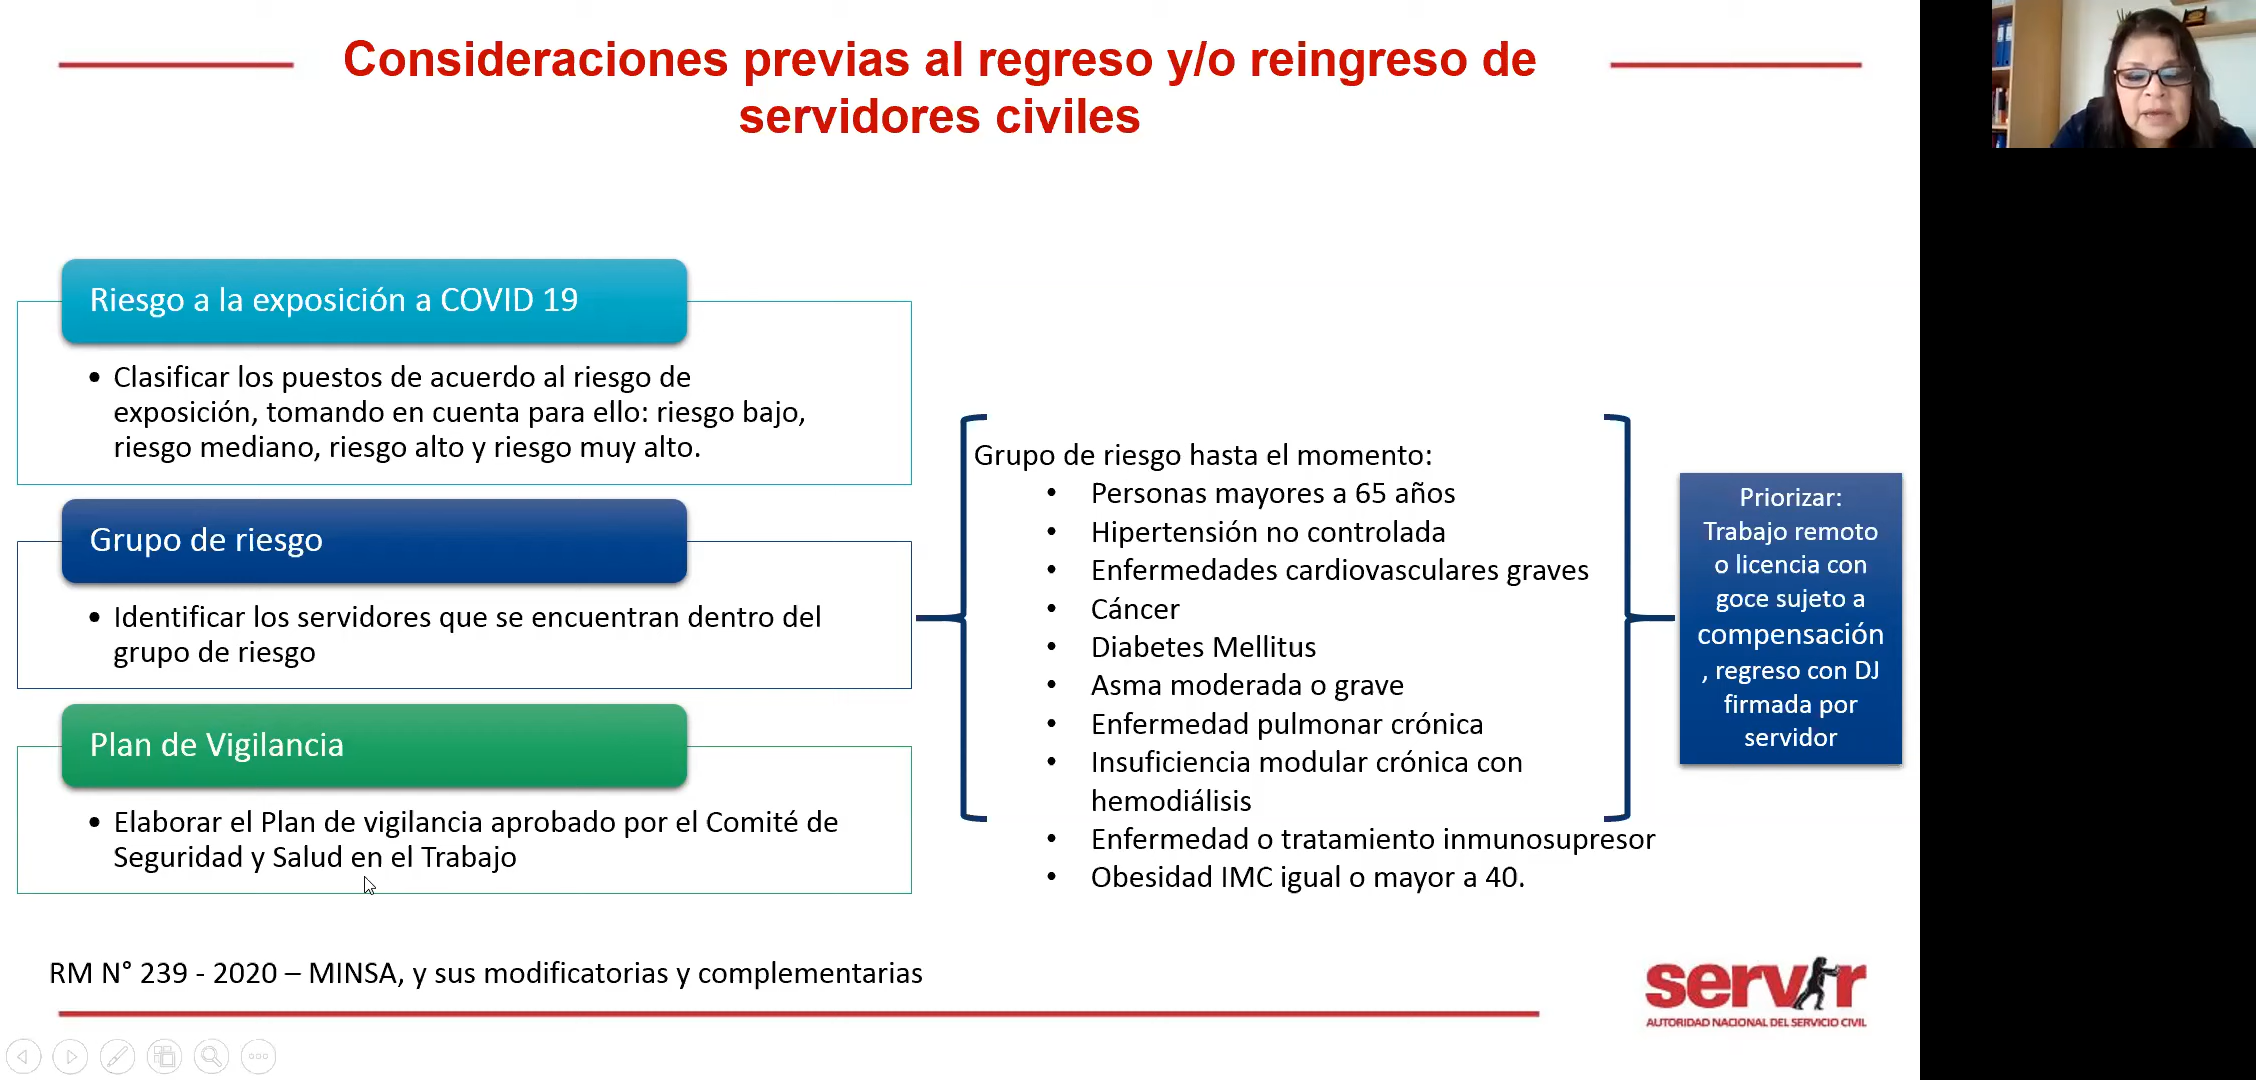 Consideraciones previas al regreso y/o reingreso de
servidores civiles
Riesgo a la exposición a COVID 19
• Clasificar los puestos de acuerdo al riesgo de
exposición, tomando en cuenta para ello: riesgo bajo,
riesgo mediano, riesgo alto y riesgo muy alto.
Grupo de riesgo
• Identificar los servidores que se encuentran dentro del
grupo de riesgo
Plan de Vigilancia
• Elaborar el Plan de vigilancia aprobado por el Comité de
Seguridad y Salud en el Trabajo
Grupo de riesgo hasta el momento:
• Personas mayores a 65 años
• Hipertensión no controlada
• Enfermedades cardiovasculares graves
• Cáncer
• Diabetes Mellitus
• Asma moderada o grave
• Enfermedad pulmonar crónica
• Insuficiencia modular crónica con
hemodiálisis
• Enfermedad o tratamiento inmunosupresor
• Obesidad IMC igual o mayor a 40.
Priorizar:
Trabajo remoto
o licencia con
goce sujeto a
compensación
, regreso con DJ
firmada por
servidor
RM N° 239 - 2020 – MINSA, y sus modificatorias y complementarias
servir
AUTORIDAD NACIONAL DEL SERVICIO CIVIL